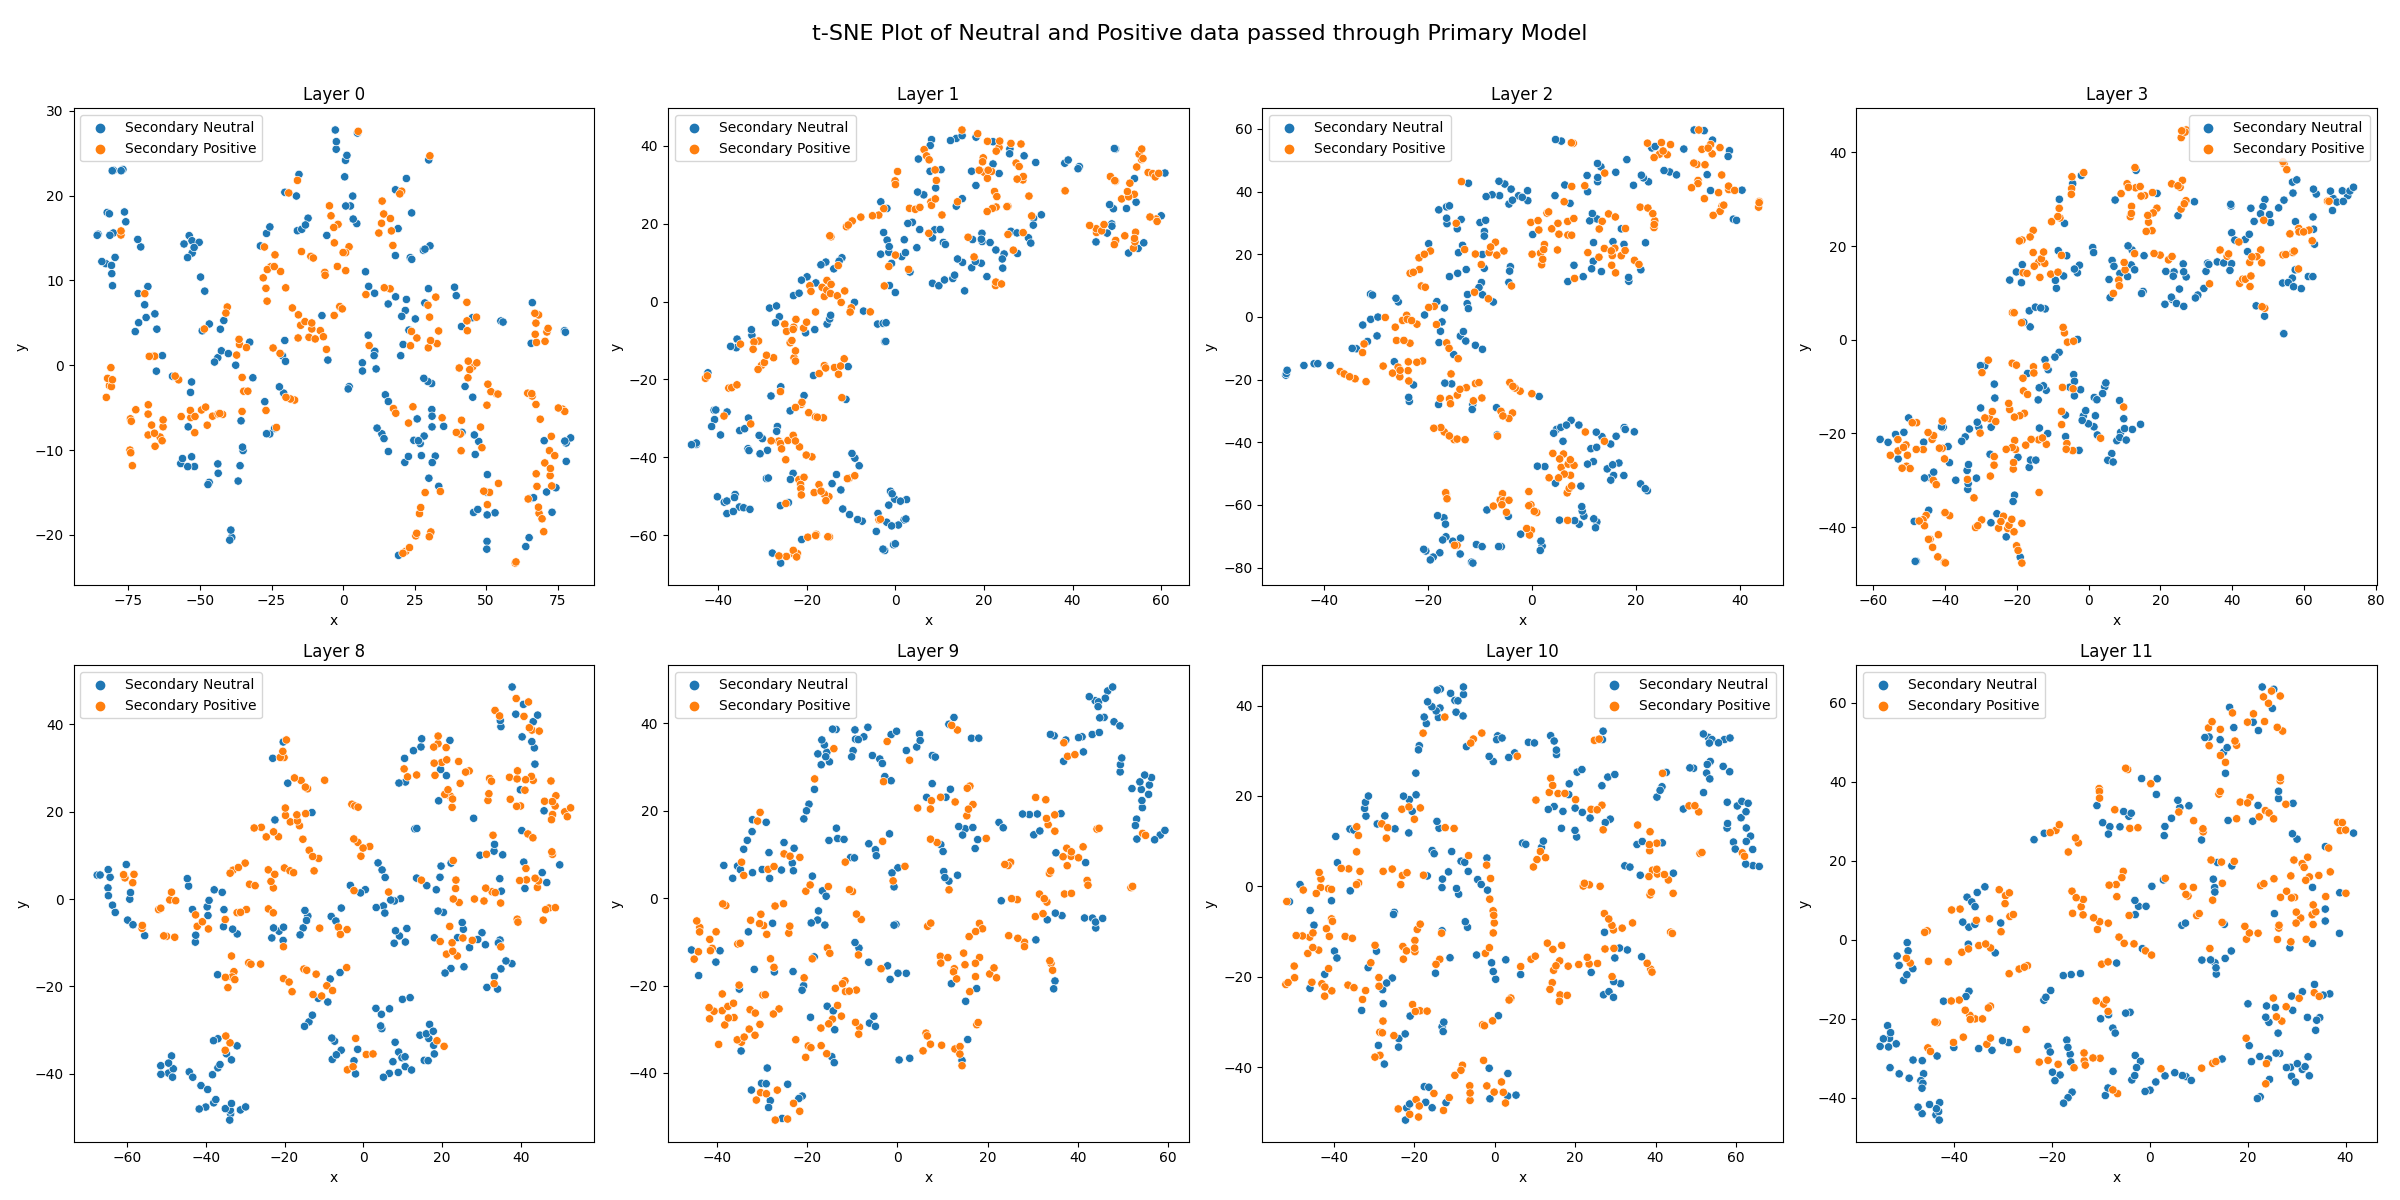 t-SNE Plot of Neutral and Positive data passed through Primary Model
Layer 0
Secondary Neutral
Secondary Positive
30
20
10
0
−10
−20
y
−75
−50
−25
0
25
50
75
x
Layer 1
Secondary Neutral
Secondary Positive
40
20
0
−20
−40
−60
y
−40
−20
0
20
40
60
x
Layer 2
Secondary Neutral
Secondary Positive
60
40
20
0
−20
−40
−60
−80
y
−40
−20
0
20
40
x
Layer 3
Secondary Neutral
Secondary Positive
40
20
0
−20
−40
y
−60
−40
−20
0
20
40
60
80
x
Layer 8
Secondary Neutral
Secondary Positive
40
20
0
−20
−40
y
−60
−40
−20
0
20
40
x
Layer 9
Secondary Neutral
Secondary Positive
40
20
0
−20
−40
y
−40
−20
0
20
40
60
x
Layer 10
Secondary Neutral
Secondary Positive
40
20
0
−20
−40
y
−40
−20
0
20
40
60
x
Layer 11
Secondary Neutral
Secondary Positive
60
40
20
0
−20
−40
y
−40
−20
0
20
40
x